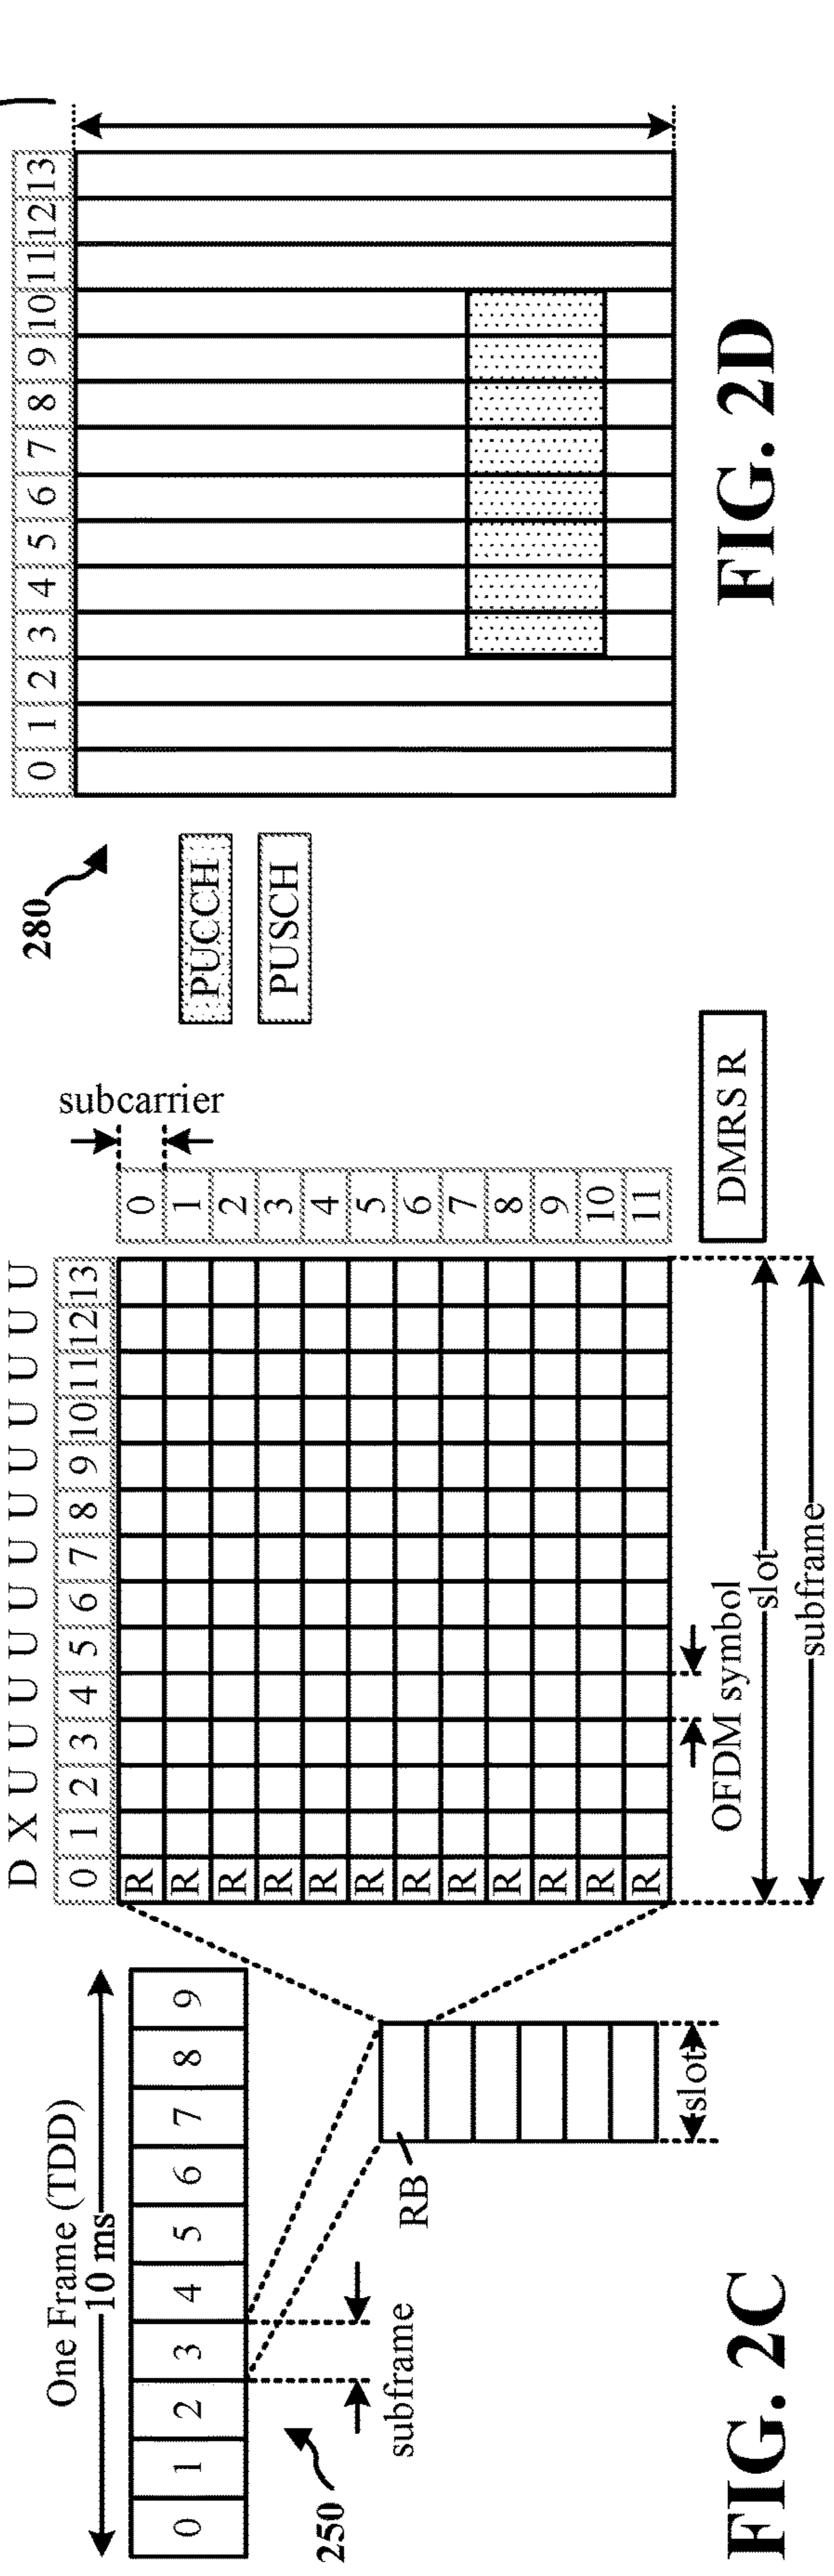 One Frame (TDD)
10 ms
0 1 2 3 4 5 6 7 8 9
250
subframe
RB
slot
D X U U U U U U U U U U U U
0 1 2 3 4 5 6 7 8 9 10 11 12 13
R 0
R 1
R 2
R 3
R 4
R 5
R 6
R 7
R 8
R 9
R 10
R 11
subcarrier
OFDM symbol
slot
subframe
DMRS R
FIG. 2C
280
0 1 2 3 4 5 6 7 8 9 10 11 12 13
PUCCH
PUSCH
FIG. 2D